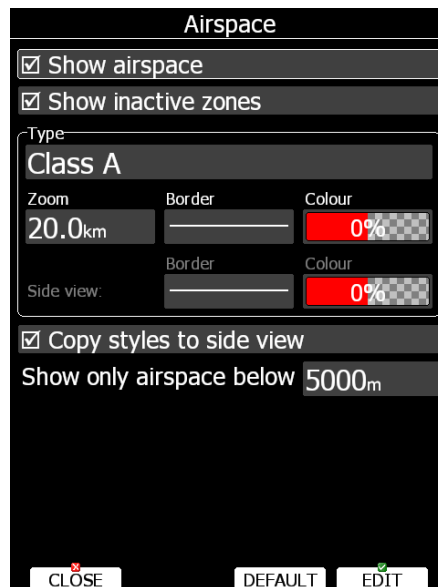 Airspace
Show airspace
Show inactive zones
Type
Class A
Zoom Border Colour
20.0km 0%
Border Colour
Side view: 0%
Copy styles to side view
Show only airspace below 5000m
CLOSE DEFAULT EDIT